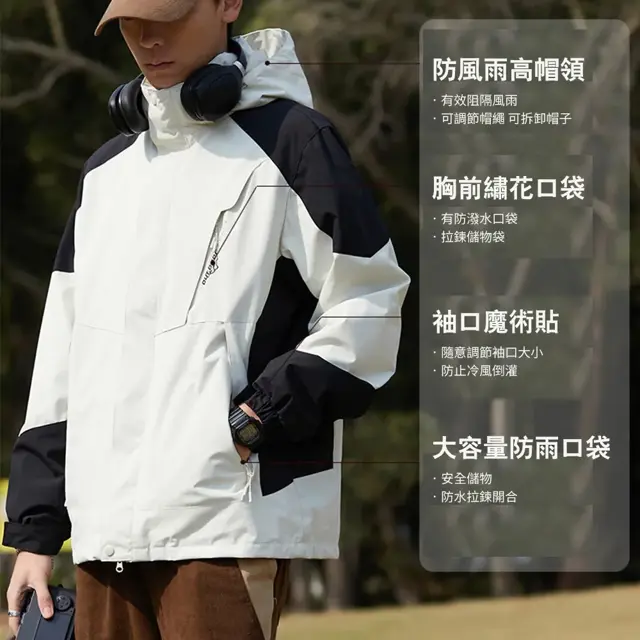 防風雨高帽領
· 有效阻隔風雨
· 可調節帽繩 可拆卸帽子
胸前繡花口袋
· 有防潑水口袋
· 拉鍊儲物袋
袖口魔術貼
· 隨意調節袖口大小
· 防止冷風倒灌
大容量防雨口袋
· 安全儲物
· 防水拉鍊開合